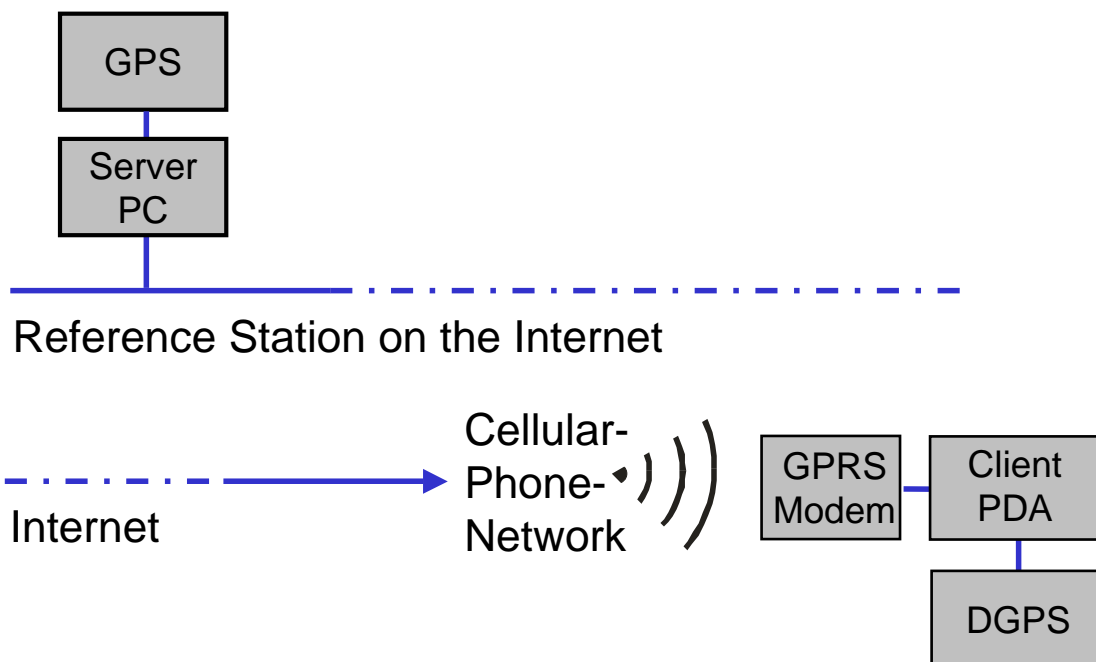 GPS
Server
PC
Reference Station on the Internet
Internet
Cellular-
Phone-
Network
GPRS
Modem
Client
PDA
DGPS